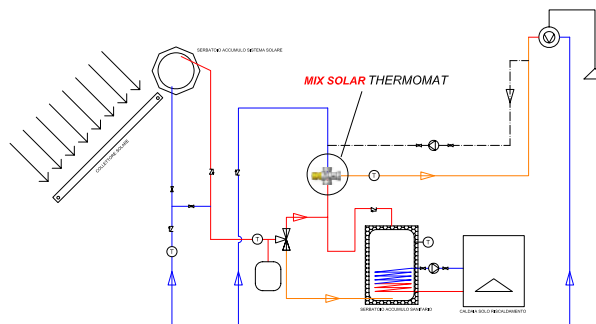 SERBATOIO ACCUMULO SISTEMA SOLARE
MIX SOLAR THERMOMAT
COLLETTORE SOLARE
T
T
T
T
SERBATOIO ACCUMULO SANITARIO
CALDAIA SOLO RISCALDAMENTO